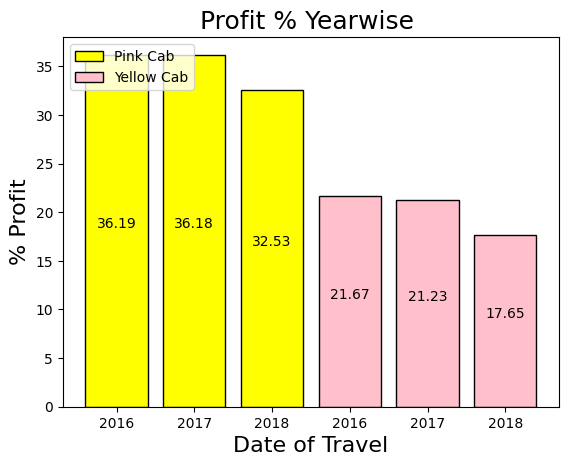 Profit % Yearwise
Pink Cab
Yellow Cab
% Profit
35
30
25
20
15
10
5
0
36.19
36.18
32.53
21.67
21.23
17.65
2016 2017 2018 2016 2017 2018
Date of Travel